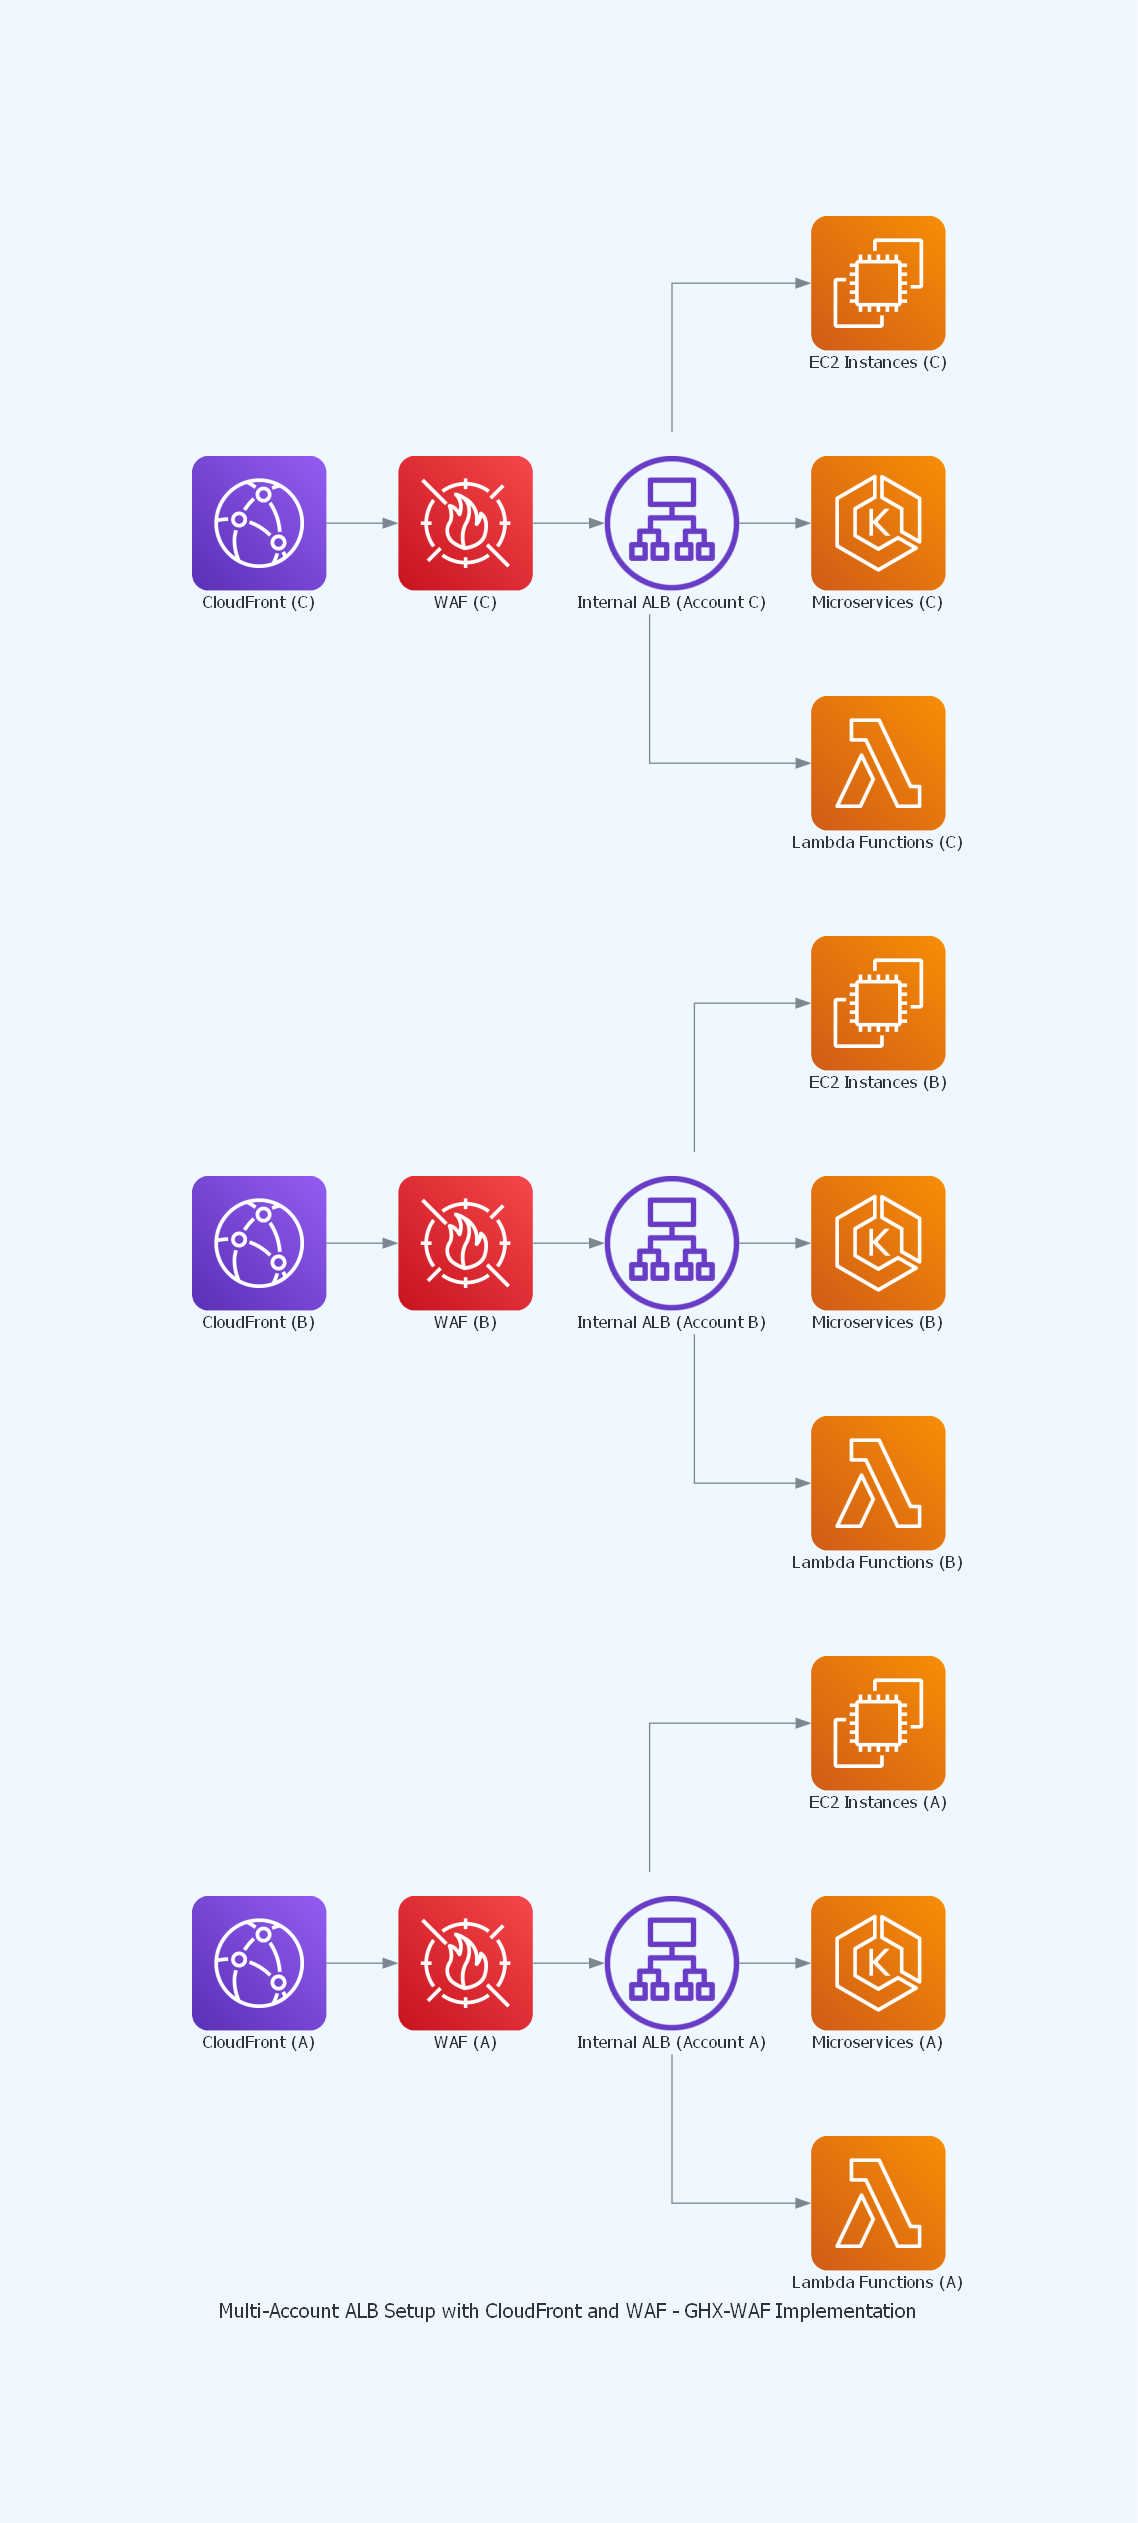 EC2 Instances (C)
CloudFront (C)
WAF (C)
Internal ALB (Account C)
K
Microservices (C)
Lambda Functions (C)
EC2 Instances (B)
CloudFront (B)
WAF (B)
Internal ALB (Account B)
K
Microservices (B)
Lambda Functions (B)
EC2 Instances (A)
CloudFront (A)
WAF (A)
Internal ALB (Account A)
K
Microservices (A)
Lambda Functions (A)
Multi-Account ALB Setup with CloudFront and WAF - GHX-WAF Implementation